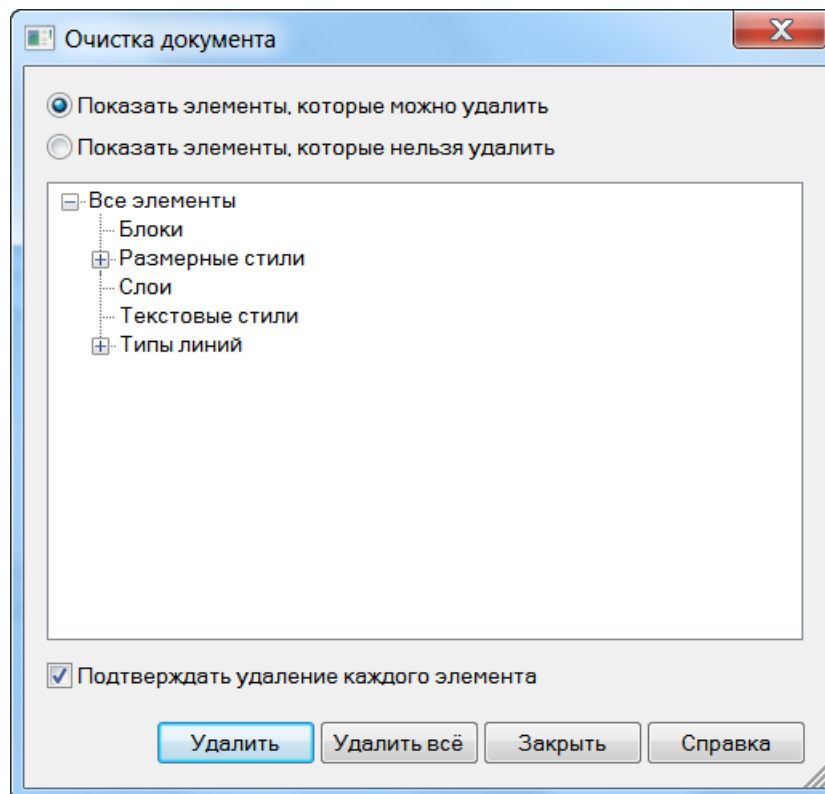 Очистка документа
Показать элементы, которые можно удалить
Показать элементы, которые нельзя удалить
Все элементы
Блоки
Размерные стили
Слои
Текстовые стили
Типы линий
Подтверждать удаление каждого элемента
Удалить Удалить всё Закрыть Справка